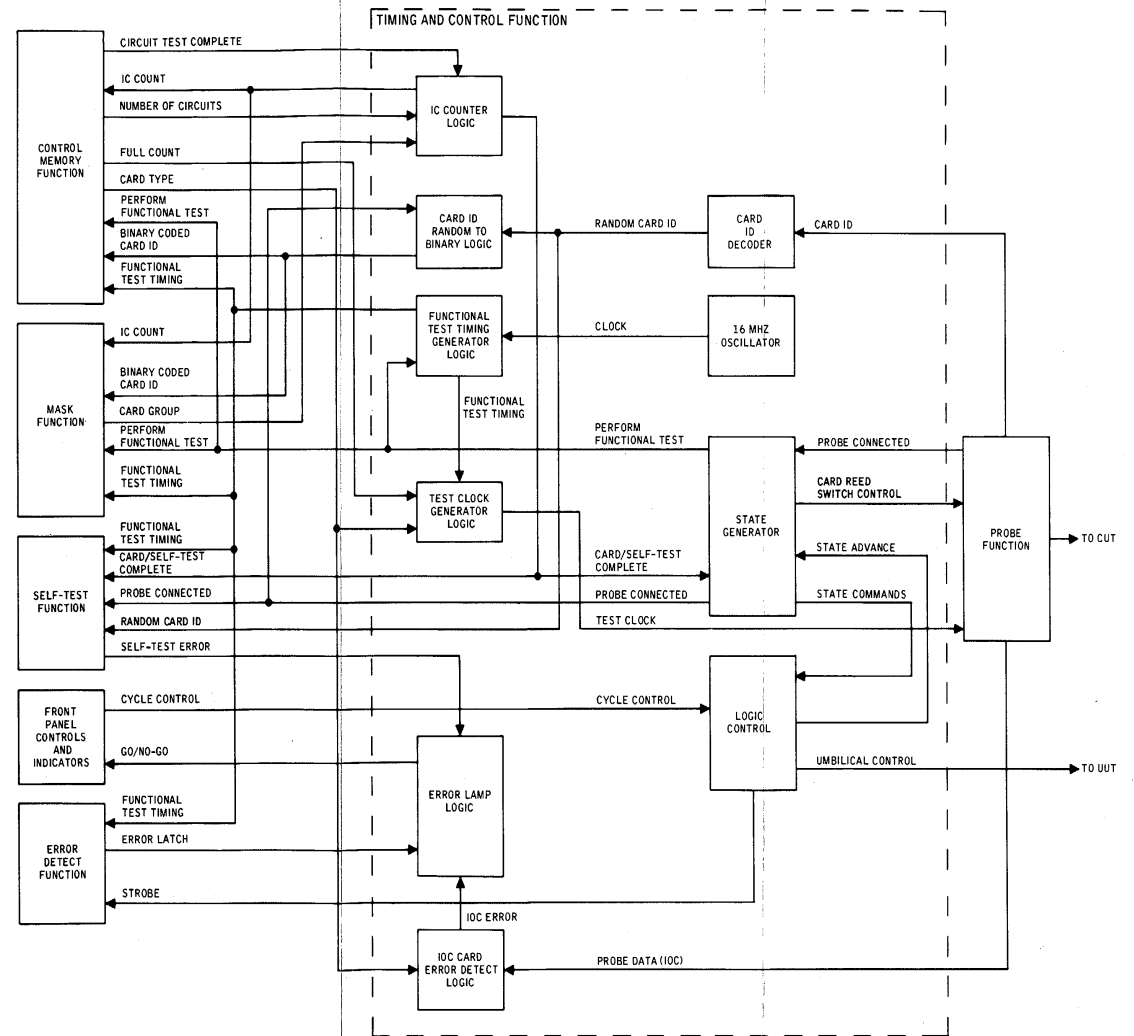 TIMING AND CONTROL FUNCTION
CIRCUIT TEST COMPLETE
IC COUNT
NUMBER OF CIRCUITS
FULL COUNT
CARD TYPE
PERFORM
FUNCTIONAL TEST
BINARY CODED
CARD ID
FUNCTIONAL
TEST TIMING
CONTROL
MEMORY
FUNCTION
IC COUNTER
LOGIC
CARD ID
RANDOM TO
BINARY LOGIC
RANDOM CARD ID
CARD
ID
DECODER
CARD ID
FUNCTIONAL
TEST TIMING
GENERATOR
LOGIC
CLOCK
16 MHZ
OSCILLATOR
IC COUNT
BINARY CODED
CARD ID
CARD GROUP
PERFORM
FUNCTIONAL TEST
FUNCTIONAL
TEST TIMING
MASK
FUNCTION
FUNCTIONAL
TEST TIMING
PERFORM
FUNCTIONAL TEST
TEST CLOCK
GENERATOR
LOGIC
STATE
GENERATOR
PROBE CONNECTED
CARD REED
SWITCH CONTROL
STATE ADVANCE
STATE COMMANDS
PROBE
FUNCTION
TO CUT
FUNCTIONAL
TEST TIMING
CARD/SELF-TEST
COMPLETE
PROBE CONNECTED
RANDOM CARD ID
SELF-TEST ERROR
SELF-TEST
FUNCTION
CARD/SELF-TEST
COMPLETE
PROBE CONNECTED
TEST CLOCK
FRONT
PANEL
CONTROLS
AND
INDICATORS
CYCLE CONTROL
GO/NO-GO
CYCLE CONTROL
LOGIC
CONTROL
UMBILICAL CONTROL
TO UUT
ERROR LAMP
LOGIC
FUNCTIONAL
TEST TIMING
ERROR LATCH
STROBE
ERROR
DETECT
FUNCTION
IOC ERROR
IOC CARD
ERROR DETECT
LOGIC
PROBE DATA (IOC)